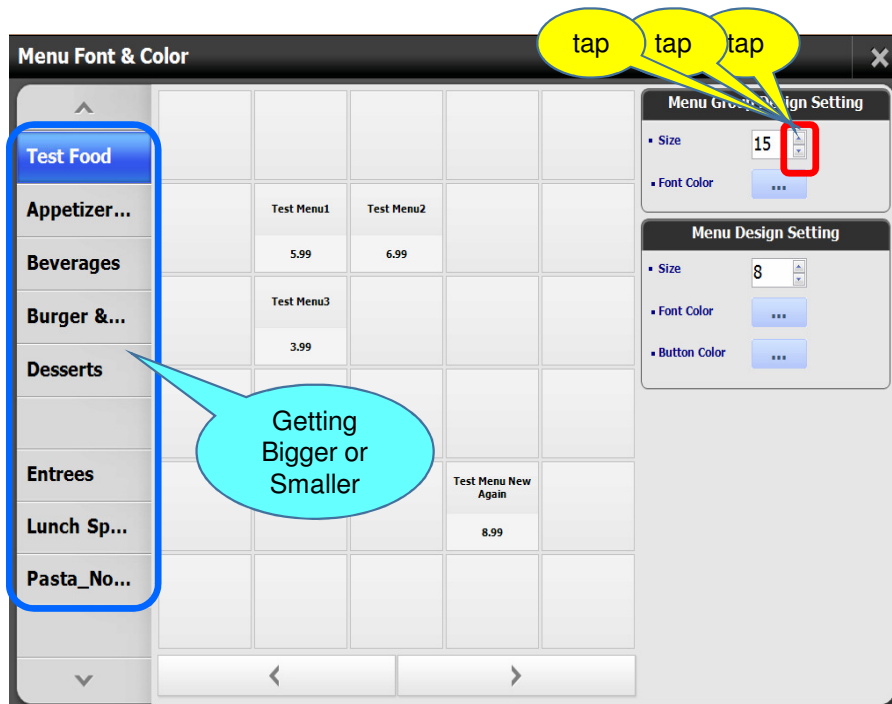 tap tap tap
Menu Font & Color
Menu Group Design Setting
Size 15
Font Color ...
Menu Design Setting
Size 8
Font Color ...
Button Color ...
Test Food
Appetizer...
Beverages
Burger &...
Desserts
Entrees
Lunch Sp...
Pasta_No...
Test Menu1
5.99
Test Menu2
6.99
Test Menu3
3.99
Getting
Bigger or
Smaller
Test Menu New
Again
8.99